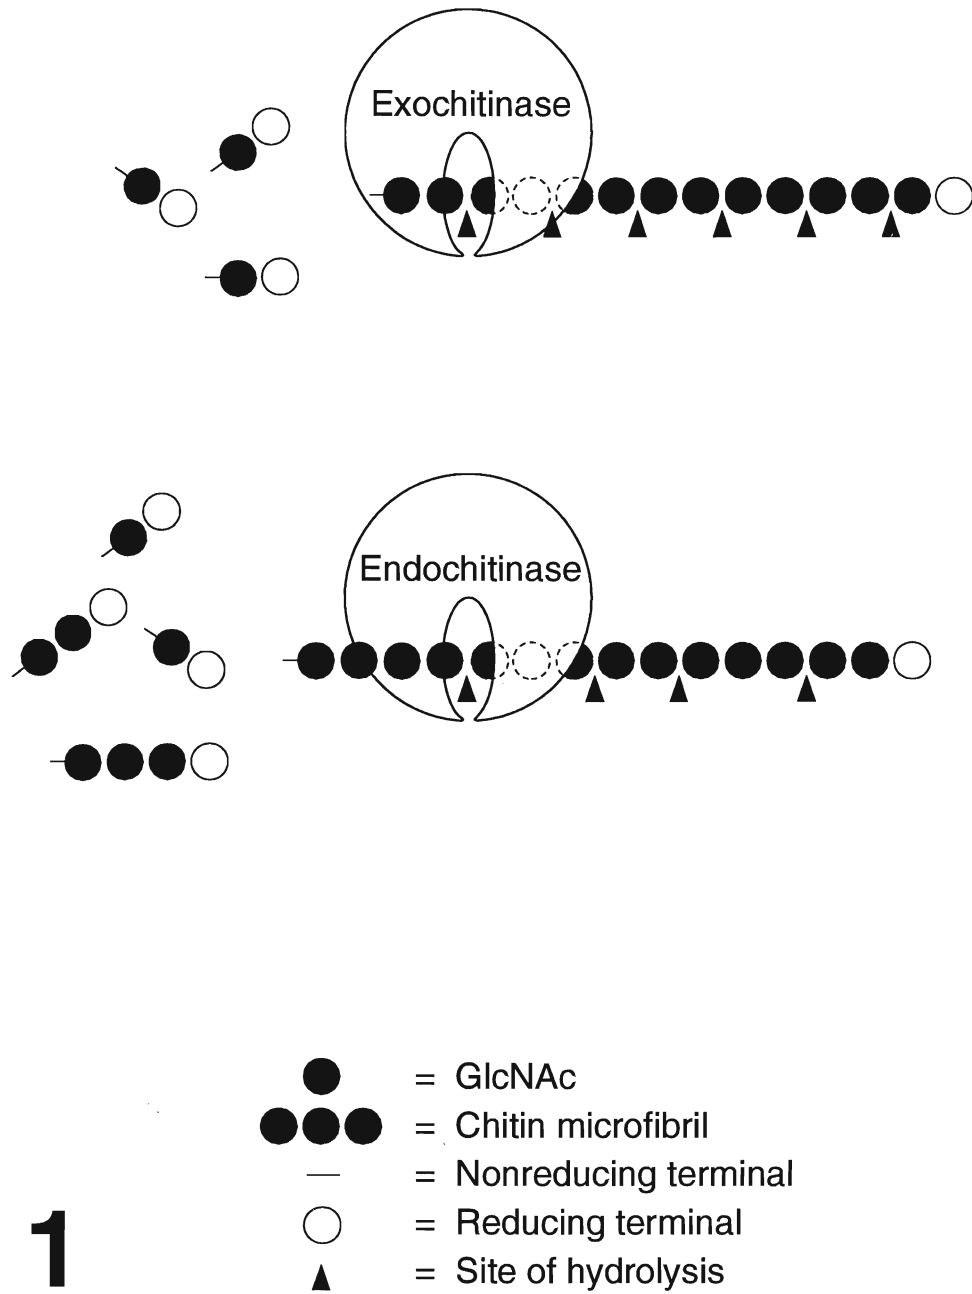 Exochitinase
Endochitinase
= GlcNAc
= Chitin microfibril
= Nonreducing terminal
= Reducing terminal
= Site of hydrolysis
1